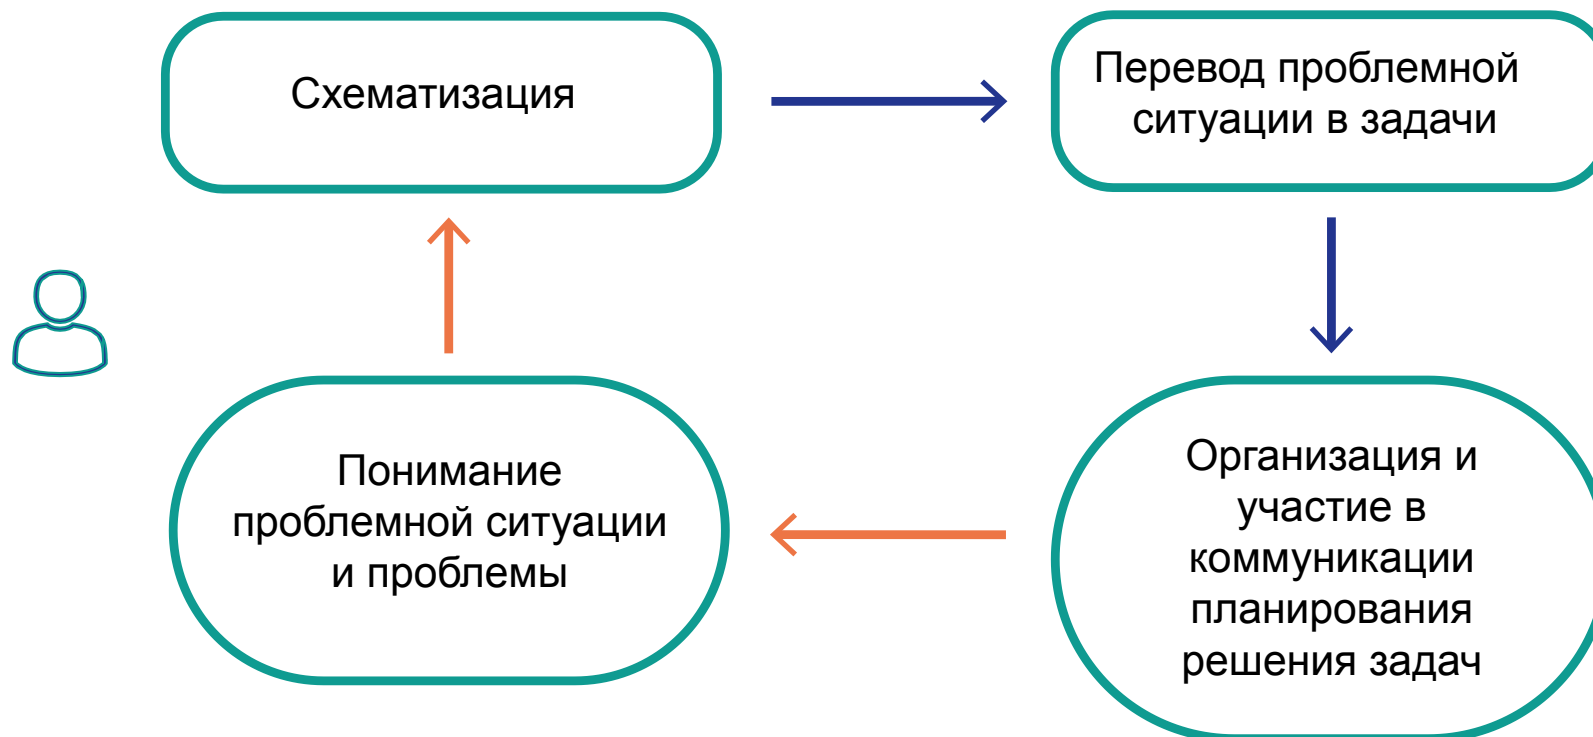 Схематизация
Перевод проблемной
ситуации в задачи
Понимание
проблемной ситуации
и проблемы
Организация и
участие в
коммуникации
планирования
решения задач